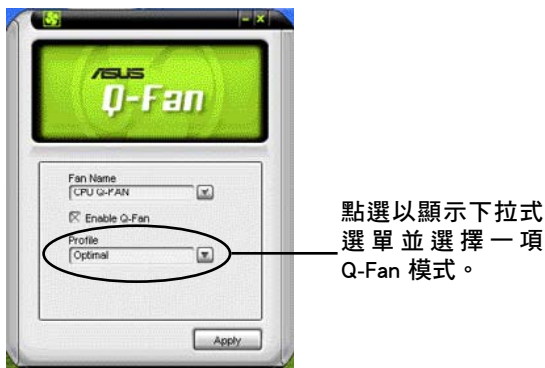 ASUS
Q-Fan
Fan Name
CPU Q-FAN
Enable Q-Fan
Profile
Optimal
點選以顯示下拉式
選單並選擇一項
Q-Fan 模式。
Apply